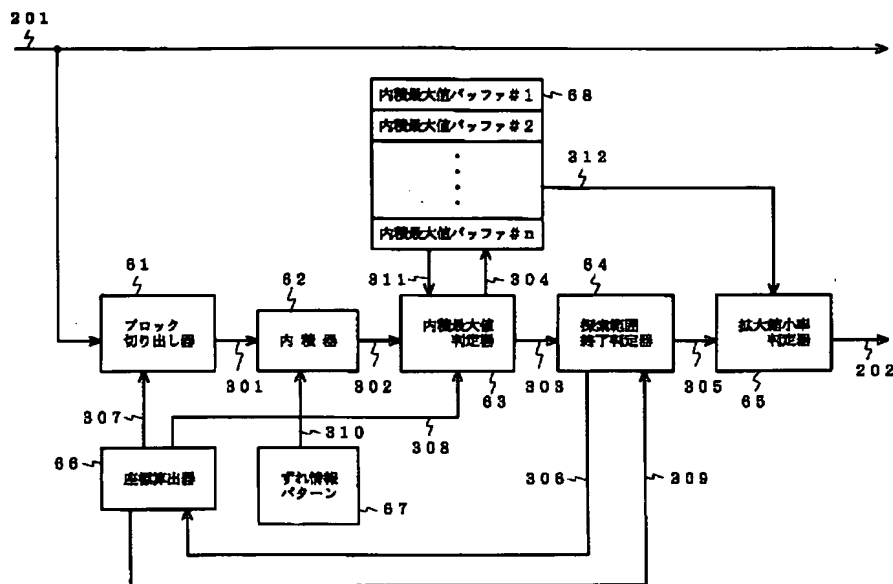 201
内積最大値バッファ#1
68
内積最大値バッファ#2
312
内積最大値バッファ#n
61
62
311
304
64
ブロック
切り出し器
内積器
内積最大値
判定器
探索範囲
終了判定器
拡大縮小率
判定器
301
302
63
303
305
65
202
307
310
308
66
座標算出器
ずれ情報
パターン
67
306
309